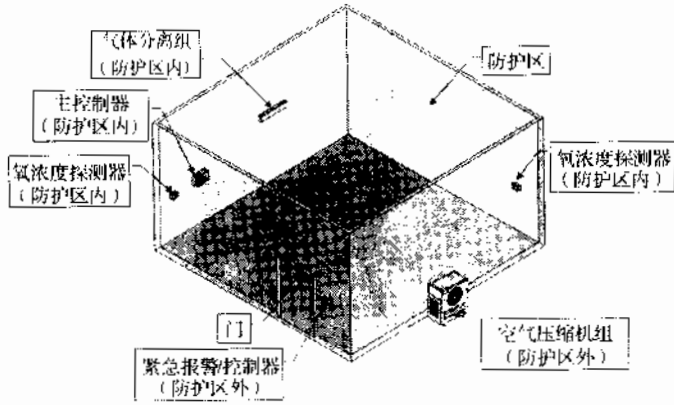 气体分离组
(防护区内)
防护区
主控制器
(防护区内)
氧浓度探测器
(防护区内)
氧浓度探测器
(防护区内)
门
紧急报警/控制器
(防护区外)
空气压缩机组
(防护区外)